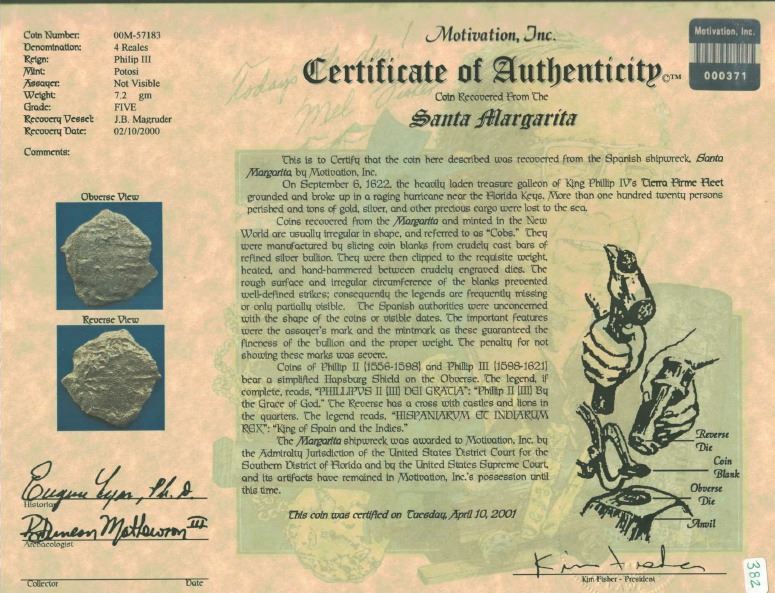 Coin Number: 00M-57183
Denomination: 4 Reales
Reign: Philip III
Mint: Potosi
Assayer: Not Visible
Weight: 7.2 gm
Grade: FIVE
Recovery Vessel: J.B. Magruder
Recovery Date: 02/10/2000
Comments:
Obverse View
Reverse View
Eugene Lyon, Ph.D.
Historian
R. Duncan Mathewson III
Archaeologist
Collector Date
Motivation, Inc.
Certificate of Authenticity ©™
Coin Recovered From The
Santa Margarita
Motivation, Inc.
000371
Today's the day!
Mel Fisher
This is to Certify that the coin here described was recovered from the Spanish shipwreck, Santa
Margarita, by Motivation, Inc.
On September 6, 1622, the heavily laden treasure galleon of King Phillip IV's Tierra Firme Fleet
grounded and broke up in a raging hurricane near the Florida Keys. More than one hundred twenty persons
perished and tons of gold, silver, and other precious cargo were lost to the sea.
Coins recovered from the Margarita and minted in the New
World are usually irregular in shape, and referred to as "Cobs." They
were manufactured by slicing coin blanks from crudely cast bars of
refined silver bullion. They were then clipped to the requisite weight,
heated, and hand-hammered between crudely engraved dies. The
rough surface and irregular circumference of the blanks prevented
well-defined strikes; consequently the legends are frequently missing
or only partially visible. The Spanish authorities were unconcerned
with the shape of the coins or visible dates. The important features
were the assayer's mark and the mintmark as these guaranteed the
fineness of the bullion and the proper weight. The penalty for not
showing these marks was severe.
Coins of Phillip II (1556-1598) and Phillip III (1598-1621)
bear a simplified Hapsburg Shield on the Obverse. The legend, if
complete, reads, "PHILLIPVS II [III] DEI GRATIA": "Phillip II [III] By
the Grace of God." The Reverse has a cross with castles and lions in
the quarters. The legend reads, "HISPANIARVM ET INDIARUM
REX": "King of Spain and the Indies."
The Margarita shipwreck was awarded to Motivation, Inc. by
the Admiralty Jurisdiction of the United States District Court for the
Southern District of Florida and by the United States Supreme Court,
and its artifacts have remained in Motivation, Inc.'s possession until
this time.
This coin was certified on Tuesday, April 10, 2001
Reverse
Die
Coin
Blank
Obverse
Die
Anvil
Kim Fisher
Kim Fisher - President
382